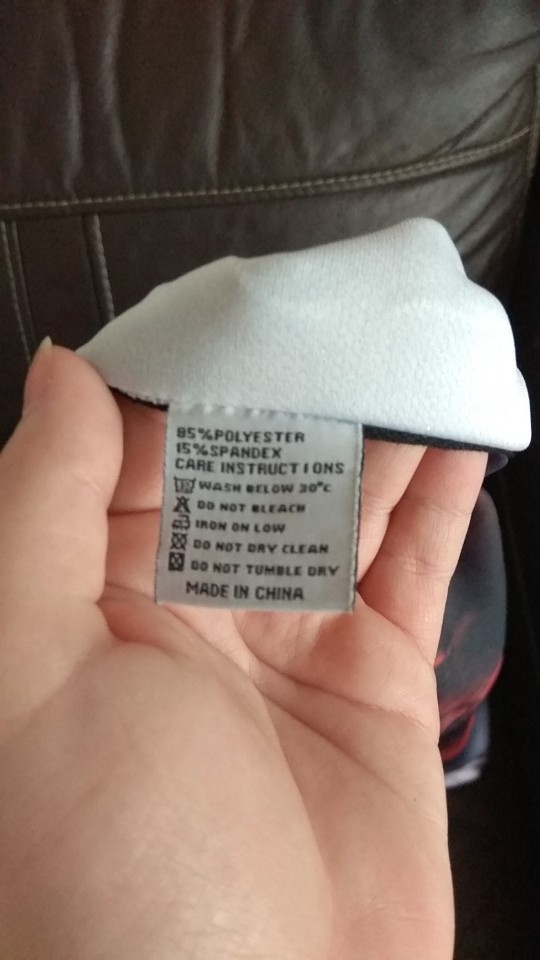 85%POLYESTER
15%SPANDEX
CARE INSTRUCTIONS
WASH BELOW 30°C
DO NOT BLEACH
IRON ON LOW
DO NOT DRY CLEAN
DO NOT TUMBLE DRY
MADE IN CHINA